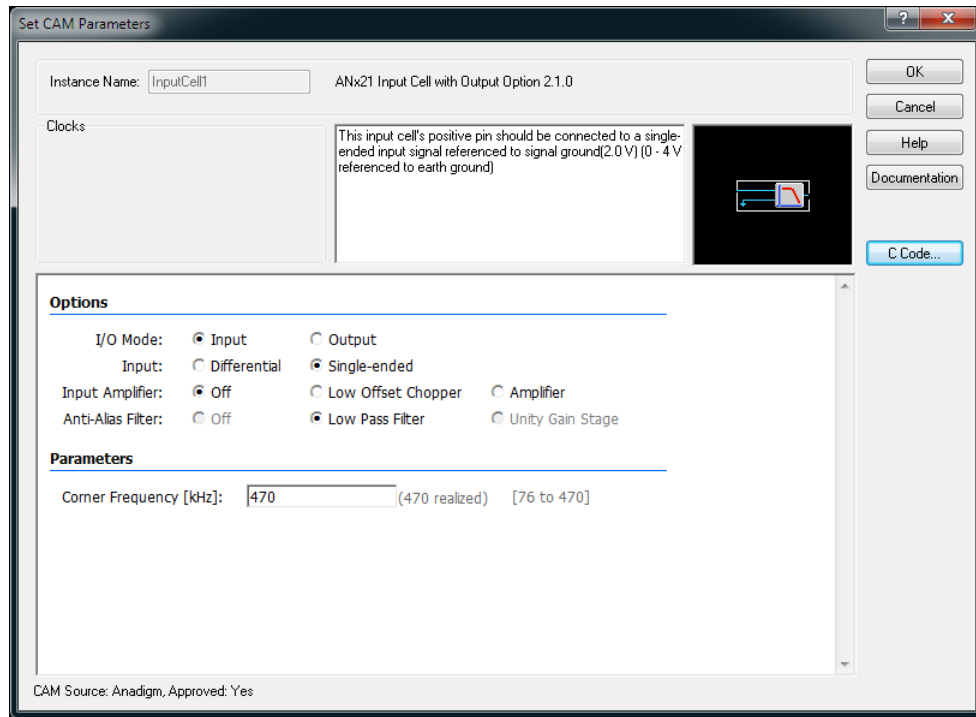 Set CAM Parameters
?
X
Instance Name: InputCell1
ANx21 Input Cell with Output Option 2.1.0
OK
Cancel
Help
Documentation
C Code...
Clocks
This input cell's positive pin should be connected to a single-
ended input signal referenced to signal ground(2.0 V) (0 - 4 V
referenced to earth ground)
Options
I/O Mode: Input Output
Input: Differential Single-ended
Input Amplifier: Off Low Offset Chopper Amplifier
Anti-Alias Filter: Off Low Pass Filter Unity Gain Stage
Parameters
Corner Frequency [kHz]: 470 (470 realized) [76 to 470]
CAM Source: Anadigm, Approved: Yes